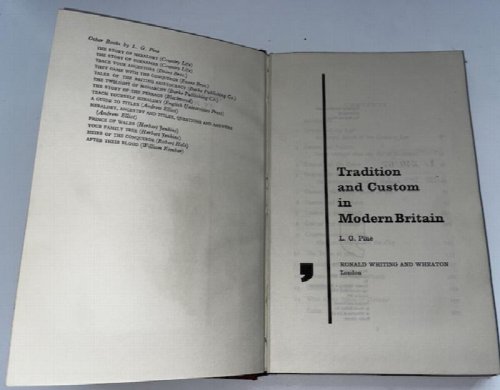 Other Books by L. G. Pine
THE STORY OF HERALDRY (Country Life)
THE STORY OF SURNAMES (Country Life)
TRACE YOUR ANCESTORS (Evans Bros.)
THEY CAME WITH THE CONQUEROR (Evans Bros.)
TALES OF THE BRITISH ARISTOCRACY (Burke Publishing Co.)
THE TWILIGHT OF MONARCHY (Burke Publishing Co.)
THE STORY OF THE PEERAGE (Blackwood)
TEACH YOURSELF HERALDRY (English Universities Press)
A GUIDE TO TITLES (Andrew Elliot)
HERALDRY, ANCESTRY AND TITLES, QUESTIONS AND ANSWERS
(Andrew Elliot)
PRINCE OF WALES (Herbert Jenkins)
YOUR FAMILY TREE (Herbert Jenkins)
HEIRS OF THE CONQUEROR (Robert Hale)
AFTER THEIR BLOOD (William Kimber)
Tradition
and Custom
in
Modern Britain
L. G. Pine
RONALD WHITING AND WHEATON
London